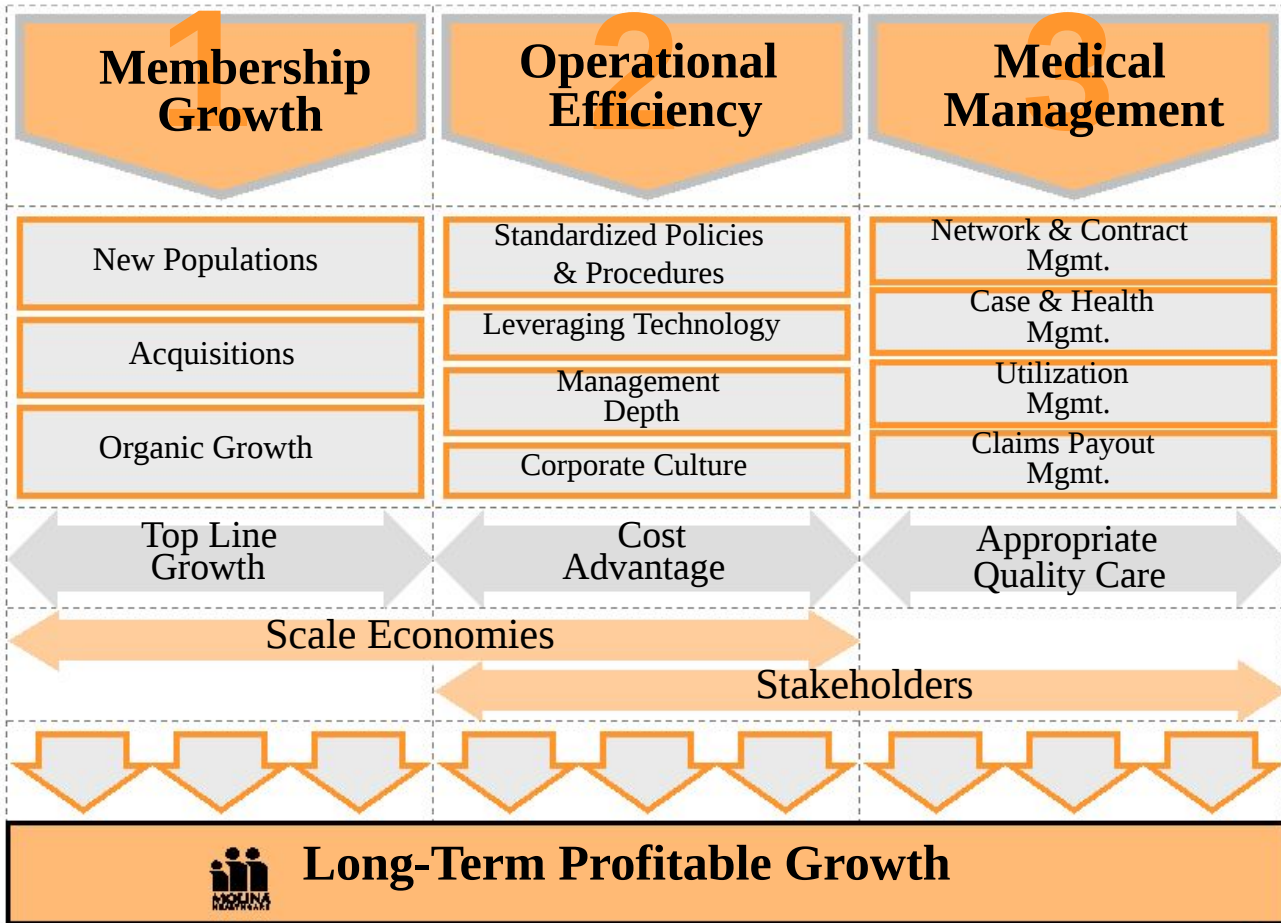 1
Membership
Growth
2
Operational
Efficiency
3
Medical
Management
New Populations
Acquisitions
Organic Growth
Standardized Policies
& Procedures
Leveraging Technology
Management
Depth
Corporate Culture
Network & Contract
Mgmt.
Case & Health
Mgmt.
Utilization
Mgmt.
Claims Payout
Mgmt.
Top Line
Growth
Cost
Advantage
Appropriate
Quality Care
Scale Economies
Stakeholders
Long-Term Profitable Growth
MOLINA
HEALTHCARE